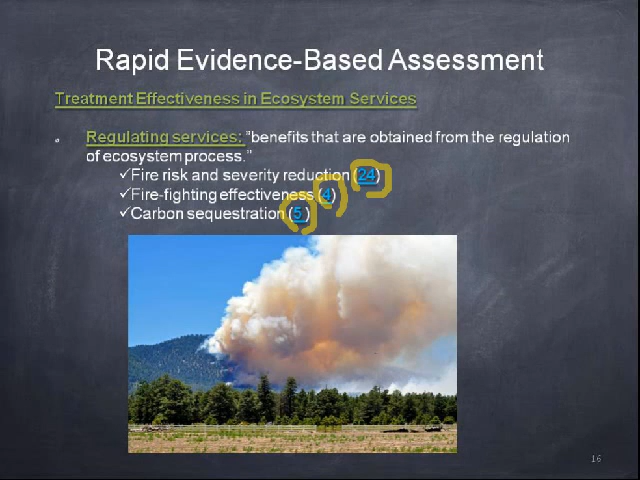 Rapid Evidence-Based Assessment
Treatment Effectiveness in Ecosystem Services
Regulating services: "benefits that are obtained from the regulation
of ecosystem process."
✓Fire risk and severity reduction (24)
✓Fire-fighting effectiveness (4)
✓Carbon sequestration (5 )
16